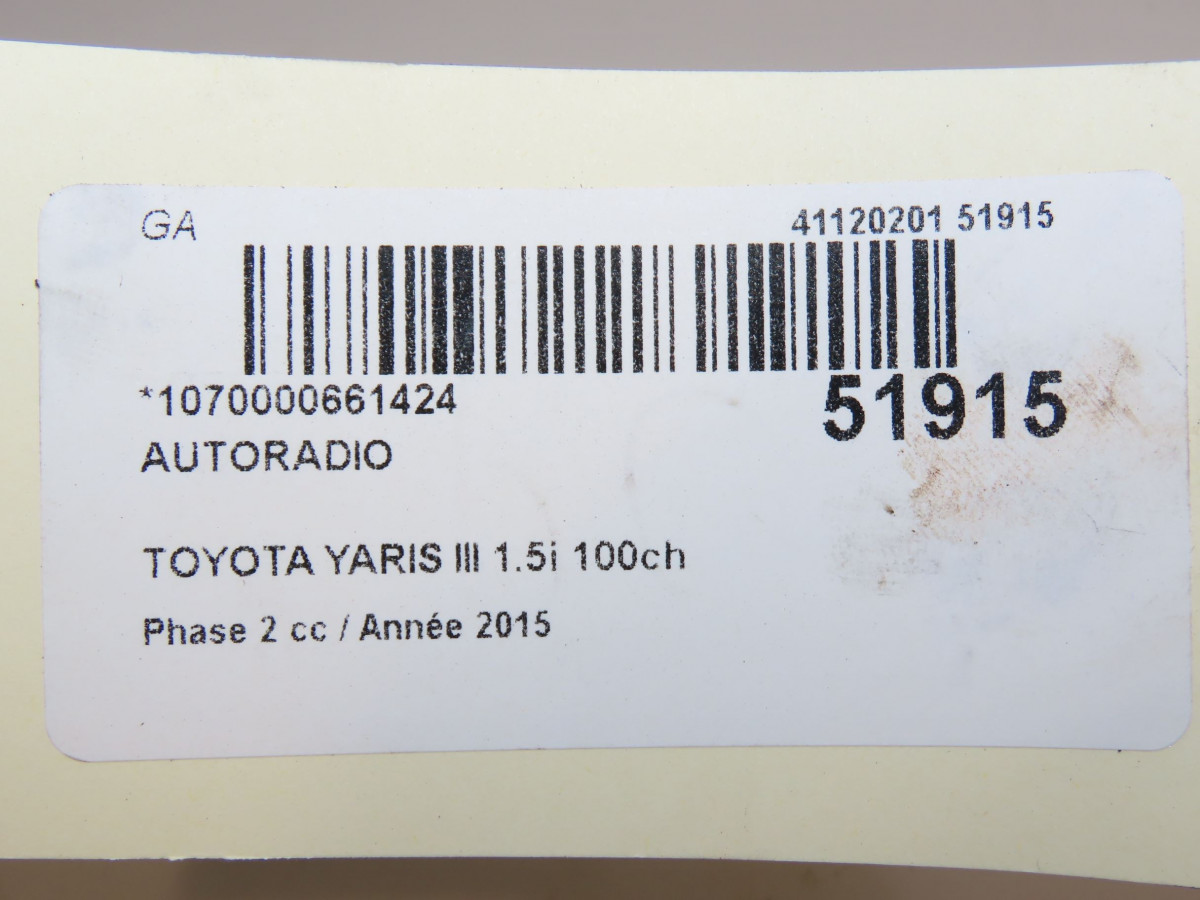 GA 41120201 51915
*1070000661424 51915
AUTORADIO
TOYOTA YARIS III 1.5i 100ch
Phase 2 cc / Année 2015